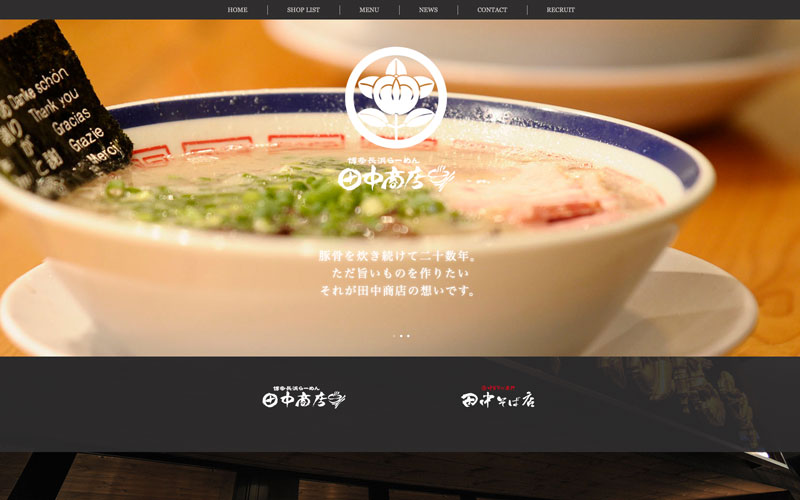 HOME
SHOP LIST
MENU
NEWS
CONTACT
RECRUIT
Danke schön
Thank you
Gracias
Grazie
Merci
博多長浜らーめん
田中商店
豚骨を炊き続けて二十数年。
ただ旨いものを作りたい
それが田中商店の想いです。
博多長浜らーめん
田中商店
田中そば店